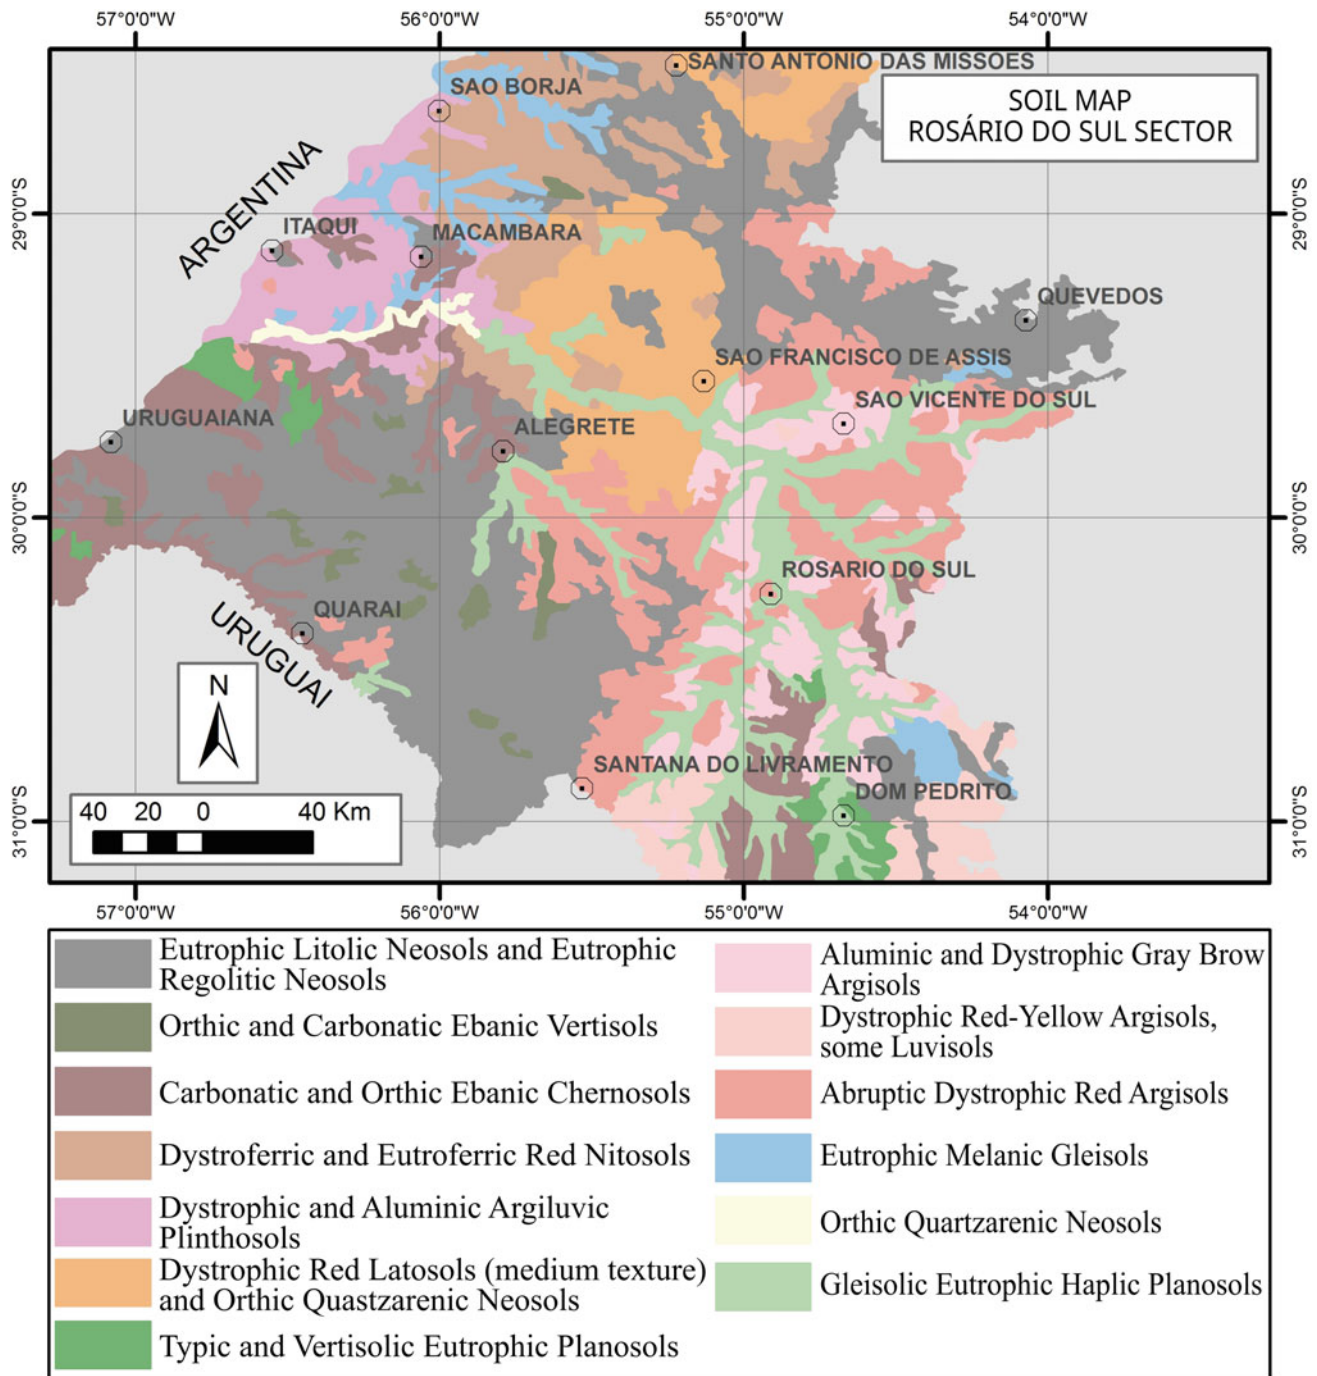 57°0'0"W 56°0'0"W 55°0'0"W 54°0'0"W
SANTO ANTONIO DAS MISSOES
SAO BORJA
SOIL MAP
ROSÁRIO DO SUL SECTOR
ARGENTINA
29°0'0"S 29°0'0"S
ITAQUI
MACAMBARA
QUEVEDOS
SAO FRANCISCO DE ASSIS
SAO VICENTE DO SUL
URUGUAIANA
ALEGRETE
30°0'0"S 30°0'0"S
ROSARIO DO SUL
QUARAI
URUGUAI
N
SANTANA DO LIVRAMENTO
DOM PEDRITO
40 20 0 40 Km
31°0'0"S 31°0'0"S
57°0'0"W 56°0'0"W 55°0'0"W 54°0'0"W
Eutrophic Litolic Neosols and Eutrophic
Regolitic Neosols
Orthic and Carbonatic Ebanic Vertisols
Carbonatic and Orthic Ebanic Chernosols
Dystroferric and Eutroferric Red Nitosols
Dystrophic and Aluminic Argiluvic
Plinthosols
Dystrophic Red Latosols (medium texture)
and Orthic Quastzarenic Neosols
Typic and Vertisolic Eutrophic Planosols
Aluminic and Dystrophic Gray Brow
Argisols
Dystrophic Red-Yellow Argisols,
some Luvisols
Abruptic Dystrophic Red Argisols
Eutrophic Melanic Gleisols
Orthic Quartzarenic Neosols
Gleisolic Eutrophic Haplic Planosols